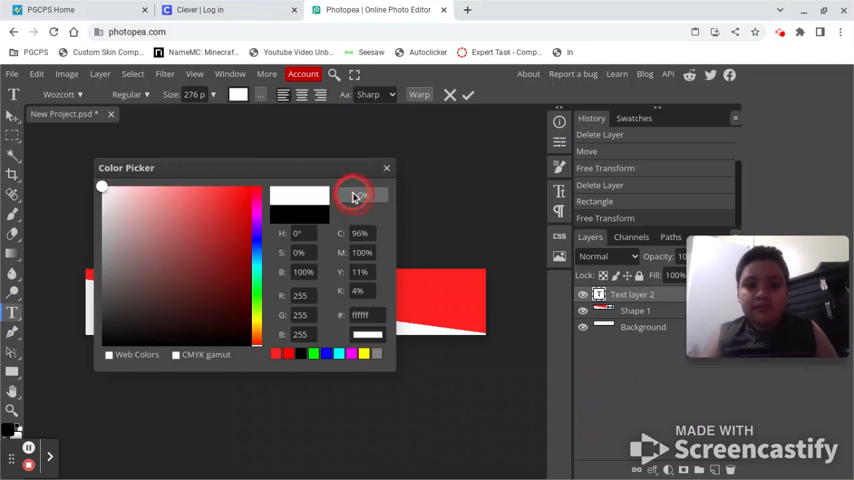 PGCPS Home
Clever | Log in
Photopea | Online Photo Editor
photopea.com
PGCPS
Custom Skin Comp...
NameMC: Minecraf...
Youtube Video Unb...
Seesaw
Autoclicker
Expert Task - Comp...
In
File Edit Image Layer Select Filter View Window More Account
About Report a bug Learn Blog API
Wozcott Regular Size: 276 p ... Aa: Sharp Warp
New Project.psd *
History Swatches
Delete Layer
Move
Free Transform
Delete Layer
Rectangle
Free Transform
Color Picker
OK
H: 0° C: 96%
S: 0% M: 100%
B: 100% Y: 11%
K: 4%
R: 255
G: 255 #: ffffff
B: 255
Web Colors CMYK gamut
CSS
Layers Channels Paths
Normal Opacity: 10
Lock: Fill: 100%
Text layer 2
Shape 1
Background
MADE WITH
Screencastify